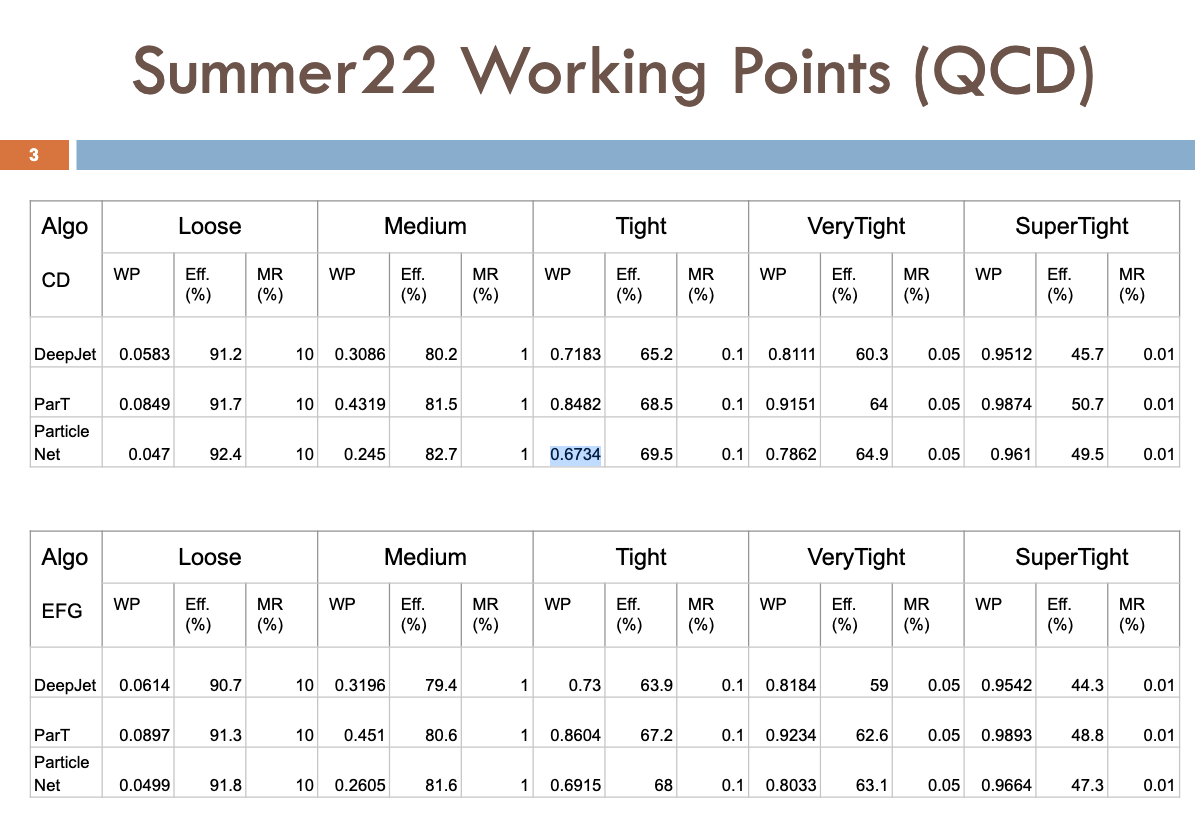 Summer22 Working Points (QCD)
3
Algo Loose Medium Tight VeryTight SuperTight
CD WP Eff. (%) MR (%) WP Eff. (%) MR (%) WP Eff. (%) MR (%) WP Eff. (%) MR (%) WP Eff. (%) MR (%)
DeepJet 0.0583 91.2 10 0.3086 80.2 1 0.7183 65.2 0.1 0.8111 60.3 0.05 0.9512 45.7 0.01
ParT 0.0849 91.7 10 0.4319 81.5 1 0.8482 68.5 0.1 0.9151 64 0.05 0.9874 50.7 0.01
Particle
Net 0.047 92.4 10 0.245 82.7 1 0.6734 69.5 0.1 0.7862 64.9 0.05 0.961 49.5 0.01
Algo Loose Medium Tight VeryTight SuperTight
EFG WP Eff. (%) MR (%) WP Eff. (%) MR (%) WP Eff. (%) MR (%) WP Eff. (%) MR (%) WP Eff. (%) MR (%)
DeepJet 0.0614 90.7 10 0.3196 79.4 1 0.73 63.9 0.1 0.8184 59 0.05 0.9542 44.3 0.01
ParT 0.0897 91.3 10 0.451 80.6 1 0.8604 67.2 0.1 0.9234 62.6 0.05 0.9893 48.8 0.01
Particle
Net 0.0499 91.8 10 0.2605 81.6 1 0.6915 68 0.1 0.8033 63.1 0.05 0.9664 47.3 0.01